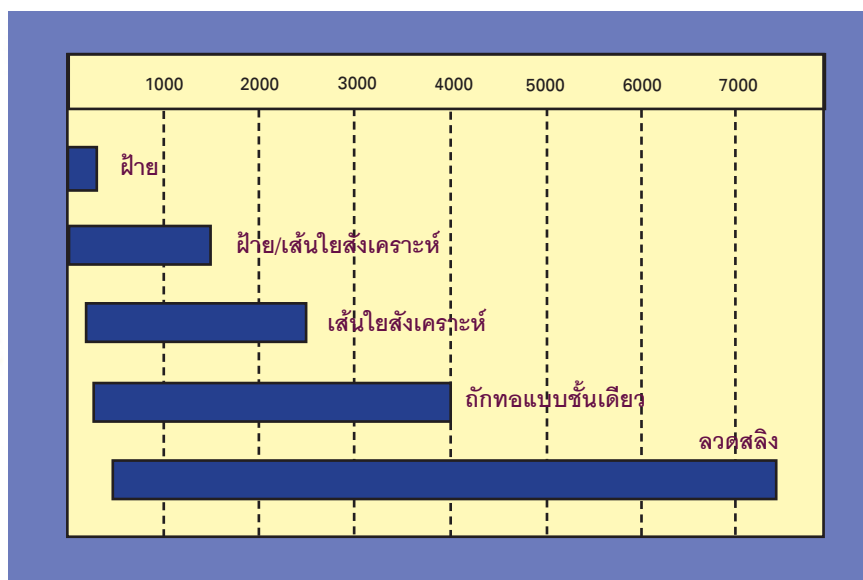 1000 2000 3000 4000 5000 6000 7000
ฝ้าย
ฝ้าย/เส้นใยสังเคราะห์
เส้นใยสังเคราะห์
ถักทอแบบชั้นเดียว
ลวดสลิง